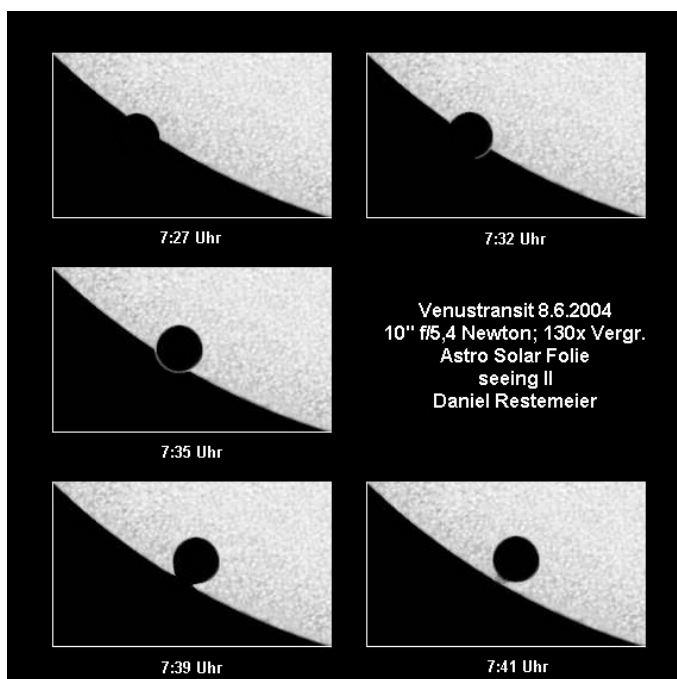 7:27 Uhr
7:32 Uhr
Venustransit 8.6.2004
10" f/5,4 Newton; 130x Vergr.
Astro Solar Folie
seeing II
Daniel Restemeier
7:35 Uhr
7:39 Uhr
7:41 Uhr